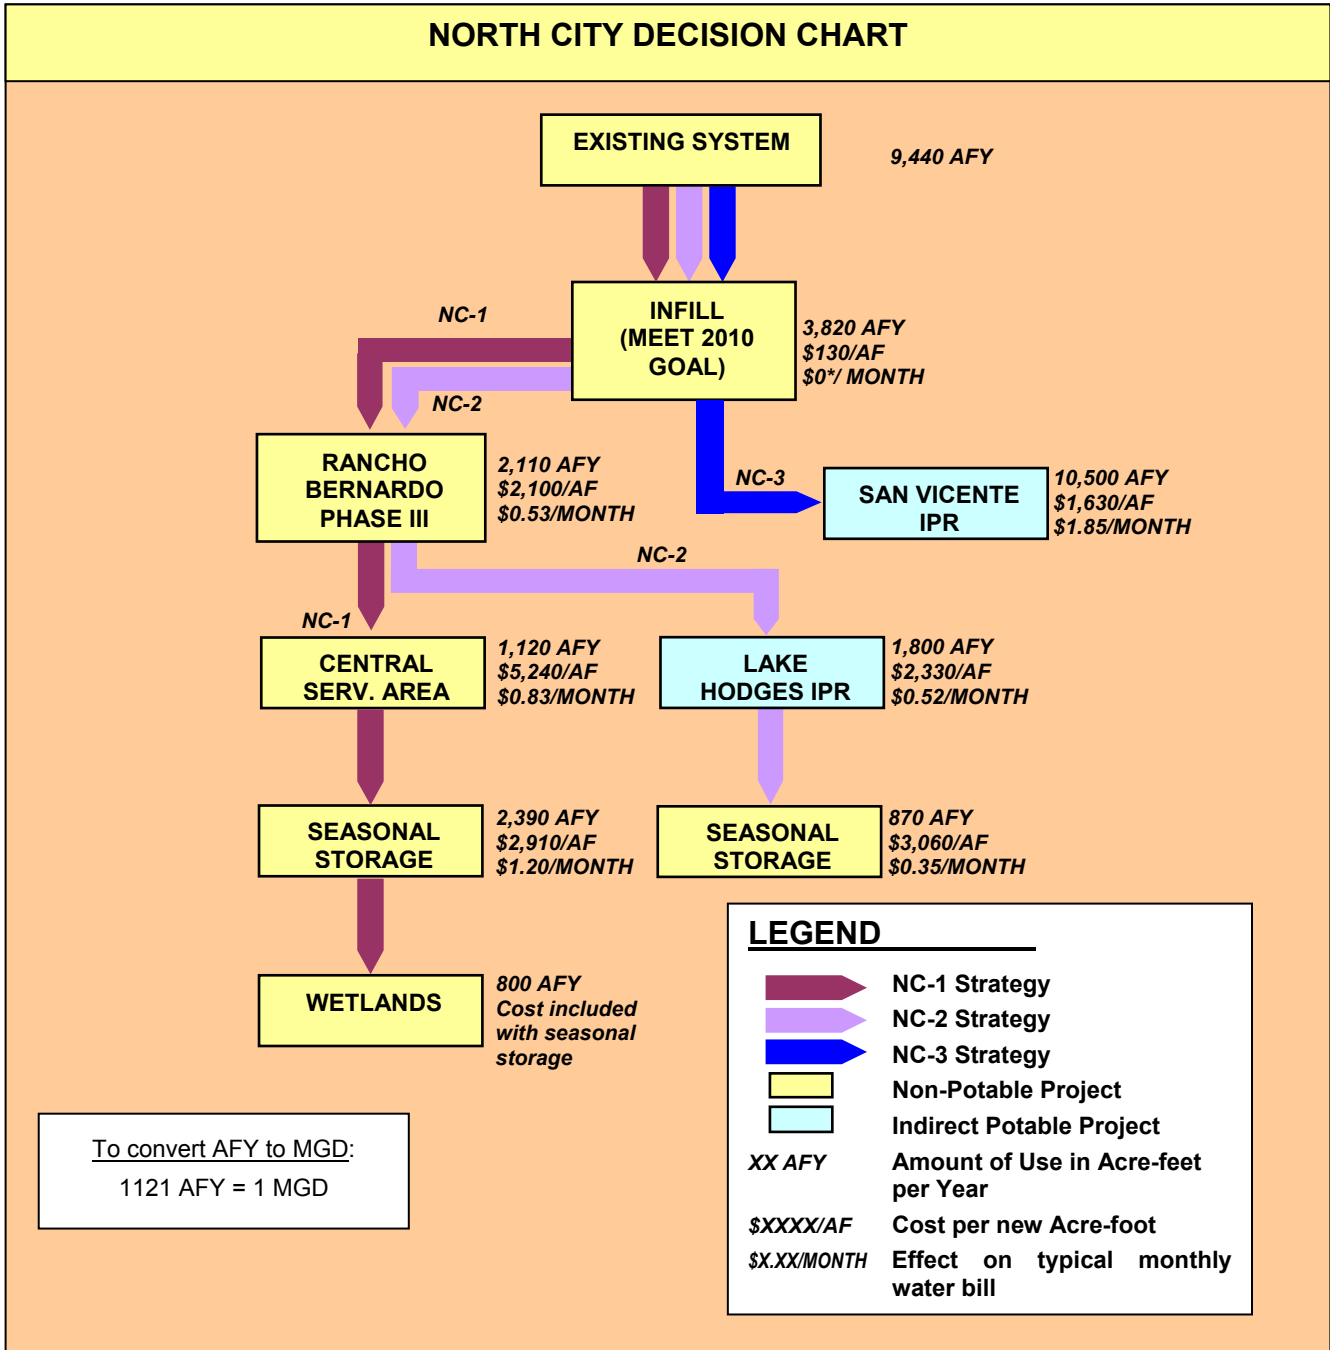 NORTH CITY DECISION CHART
EXISTING SYSTEM
9,440 AFY
INFILL
(MEET 2010
GOAL)
3,820 AFY
$130/AF
$0*/ MONTH
NC-1
NC-2
RANCHO
BERNARDO
PHASE III
2,110 AFY
$2,100/AF
$0.53/MONTH
NC-3
SAN VICENTE
IPR
10,500 AFY
$1,630/AF
$1.85/MONTH
NC-2
NC-1
CENTRAL
SERV. AREA
1,120 AFY
$5,240/AF
$0.83/MONTH
LAKE
HODGES IPR
1,800 AFY
$2,330/AF
$0.52/MONTH
SEASONAL
STORAGE
2,390 AFY
$2,910/AF
$1.20/MONTH
SEASONAL
STORAGE
870 AFY
$3,060/AF
$0.35/MONTH
WETLANDS
800 AFY
Cost included
with seasonal
storage
LEGEND
NC-1 Strategy
NC-2 Strategy
NC-3 Strategy
Non-Potable Project
Indirect Potable Project
XX AFY Amount of Use in Acre-feet
per Year
$XXXX/AF Cost per new Acre-foot
$X.XX/MONTH Effect on typical monthly
water bill
To convert AFY to MGD:
1121 AFY = 1 MGD